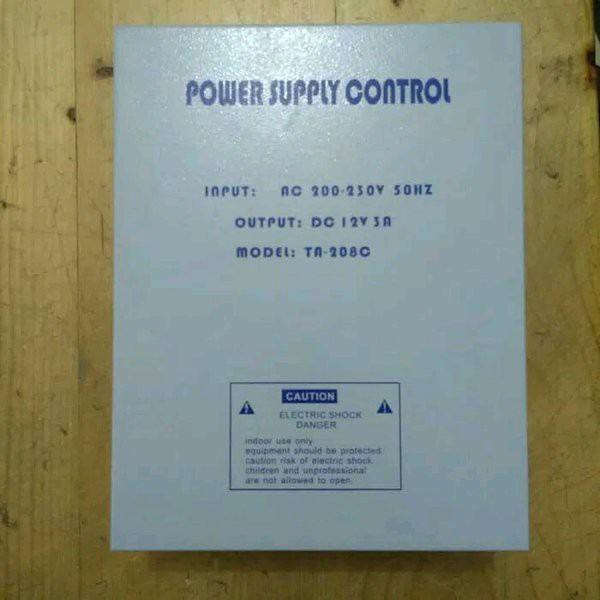 POWER SUPPLY CONTROL
INPUT: AC 200-230V 50HZ
OUTPUT: DC 12V 3A
MODEL: TA-208C
CAUTION
ELECTRIC SHOCK
DANGER
indoor use only
equipment should be protected.
caution risk of electric shock.
children and unprofessional
are not allowed to open.